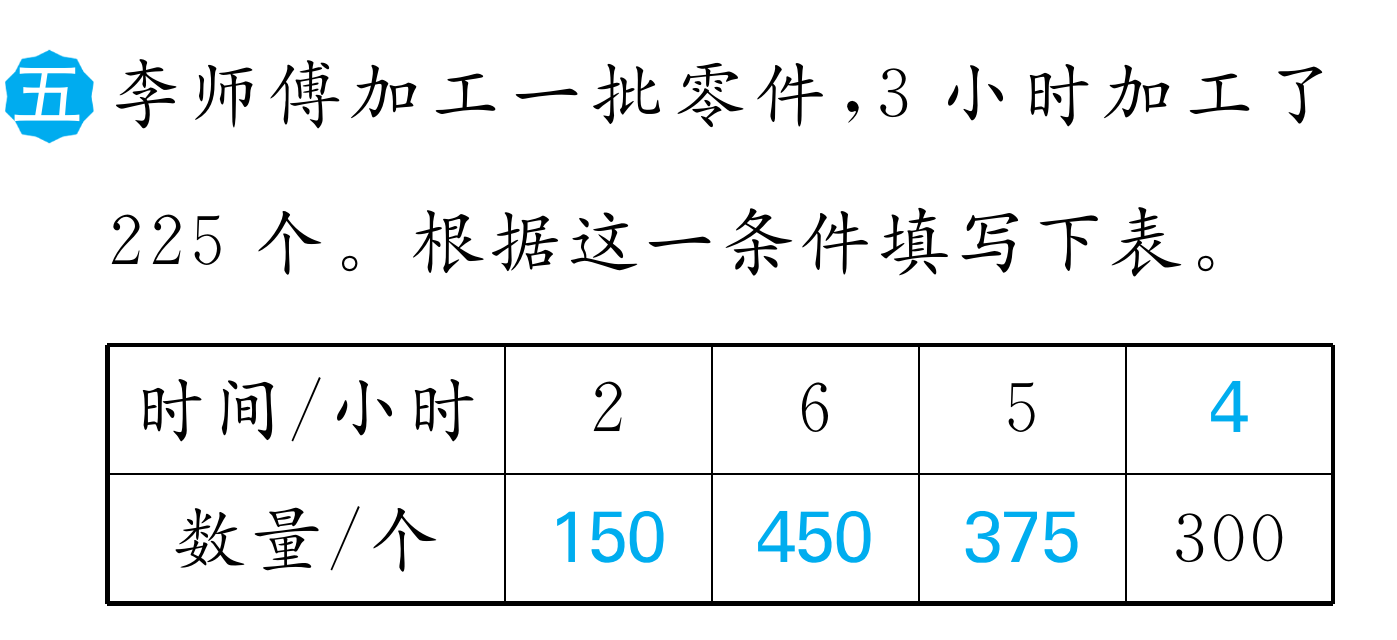 五 李师傅加工一批零件,3 小时加工了
225 个。根据这一条件填写下表。
时间/小时 2 6 5 4
数量/个 150 450 375 300